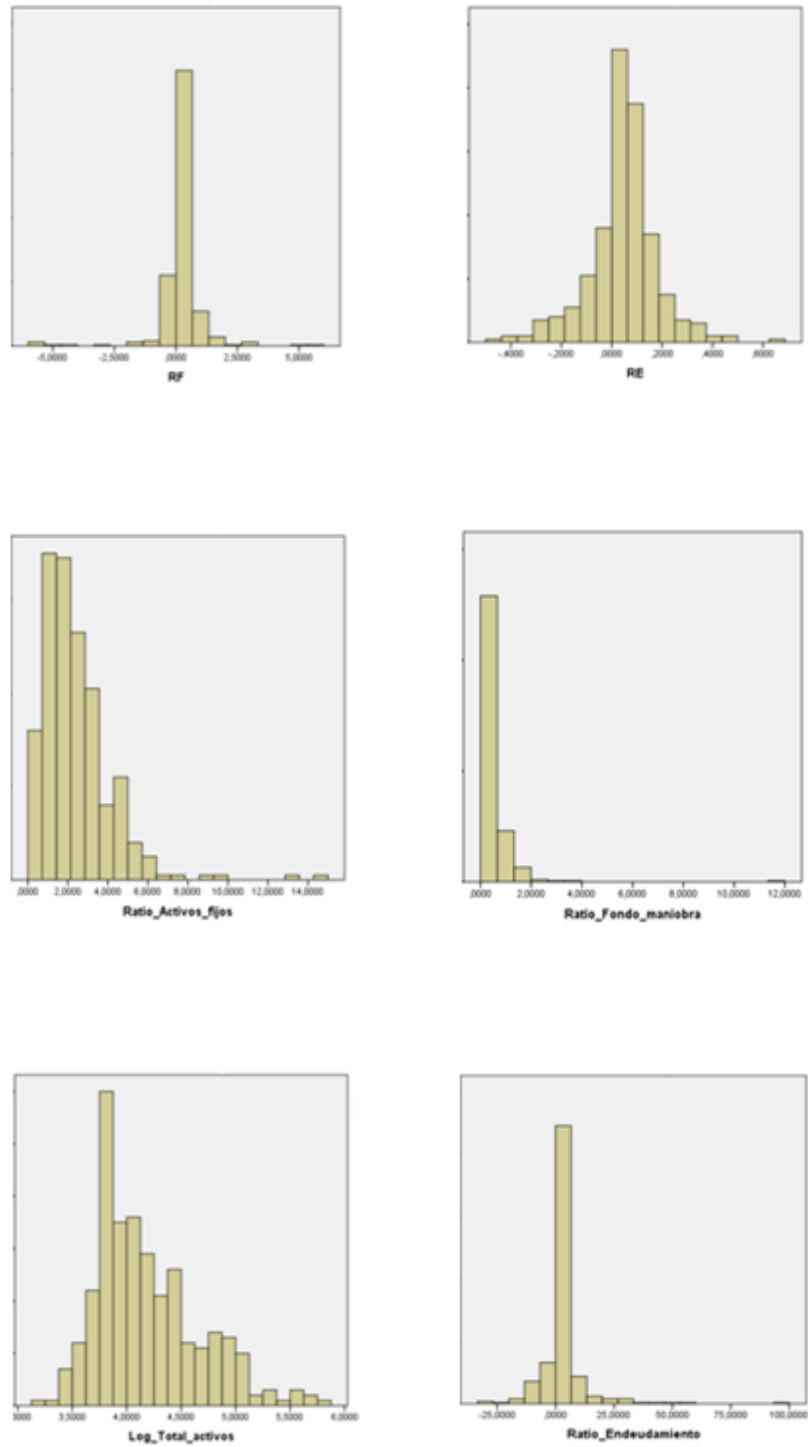 -5,0000 -2,5000 ,0000 2,5000 5,0000
RF
-,4000 -,2000 ,0000 ,2000 ,4000 ,6000
RE
,0000 2,0000 4,0000 6,0000 8,0000 10,0000 12,0000 14,0000
Ratio_Activos_fijos
,0000 2,0000 4,0000 6,0000 8,0000 10,0000 12,0000
Ratio_Fondo_maniobra
0000 3,5000 4,0000 4,5000 5,0000 5,5000 6,0000
Log_Total_activos
-25,0000 ,0000 25,0000 50,0000 75,0000 100,0000
Ratio_Endeudamiento